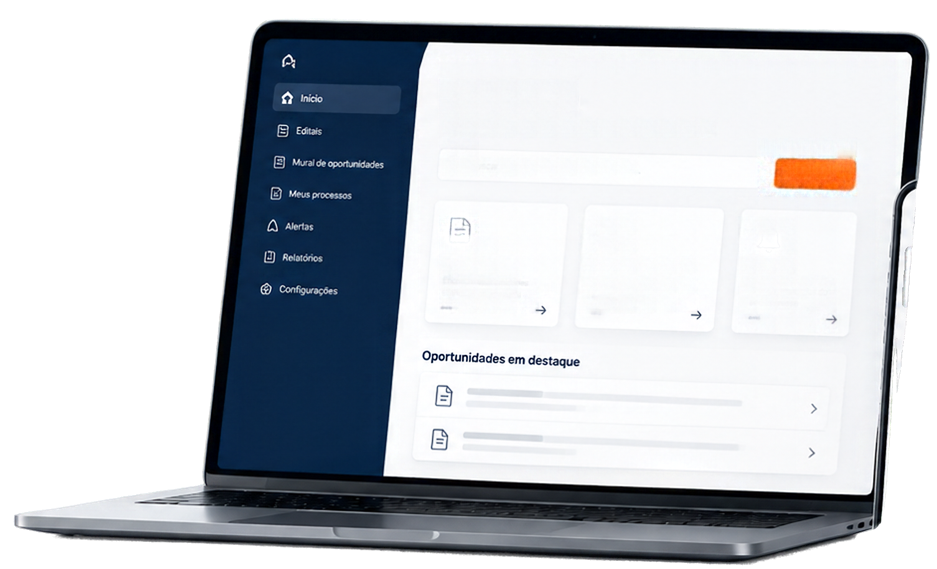 Início
Editais
Mural de oportunidades
Meus processos
Alertas
Relatórios
Configurações
Oportunidades em destaque